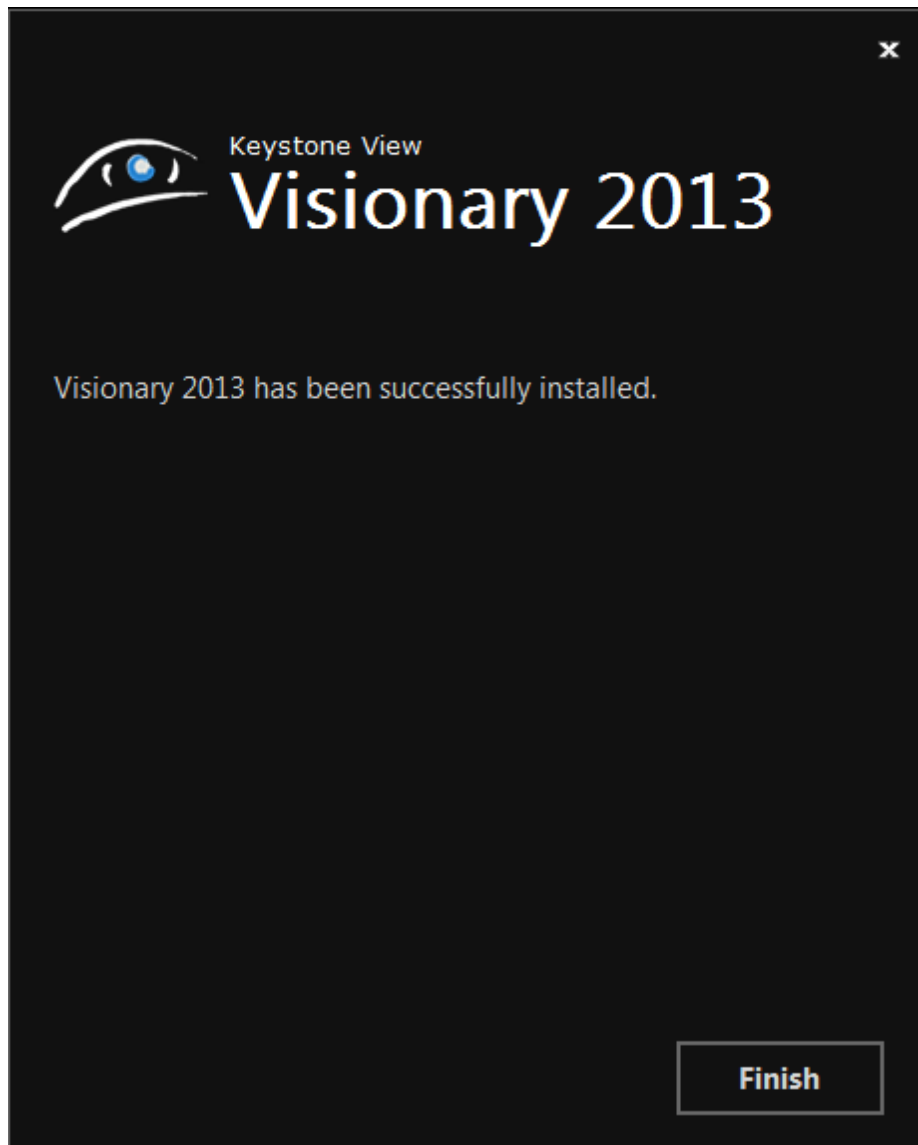 Keystone View
Visionary 2013
Visionary 2013 has been successfully installed.
Finish